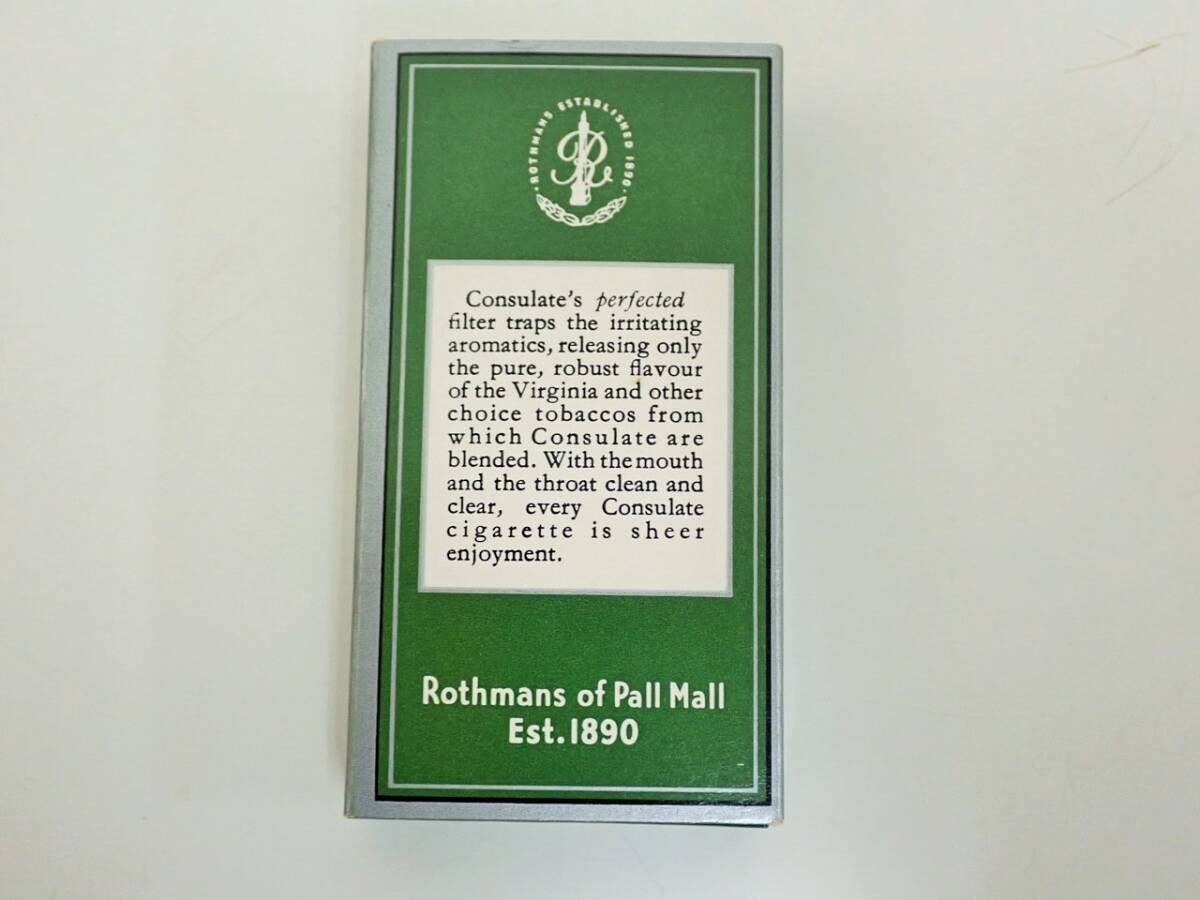 ROTHMANS ESTABLISHED 1890
R
Consulate's perfected
filter traps the irritating
aromatics, releasing only
the pure, robust flavour
of the Virginia and other
choice tobaccos from
which Consulate are
blended. With the mouth
and the throat clean and
clear, every Consulate
cigarette is sheer
enjoyment.
Rothmans of Pall Mall
Est. 1890